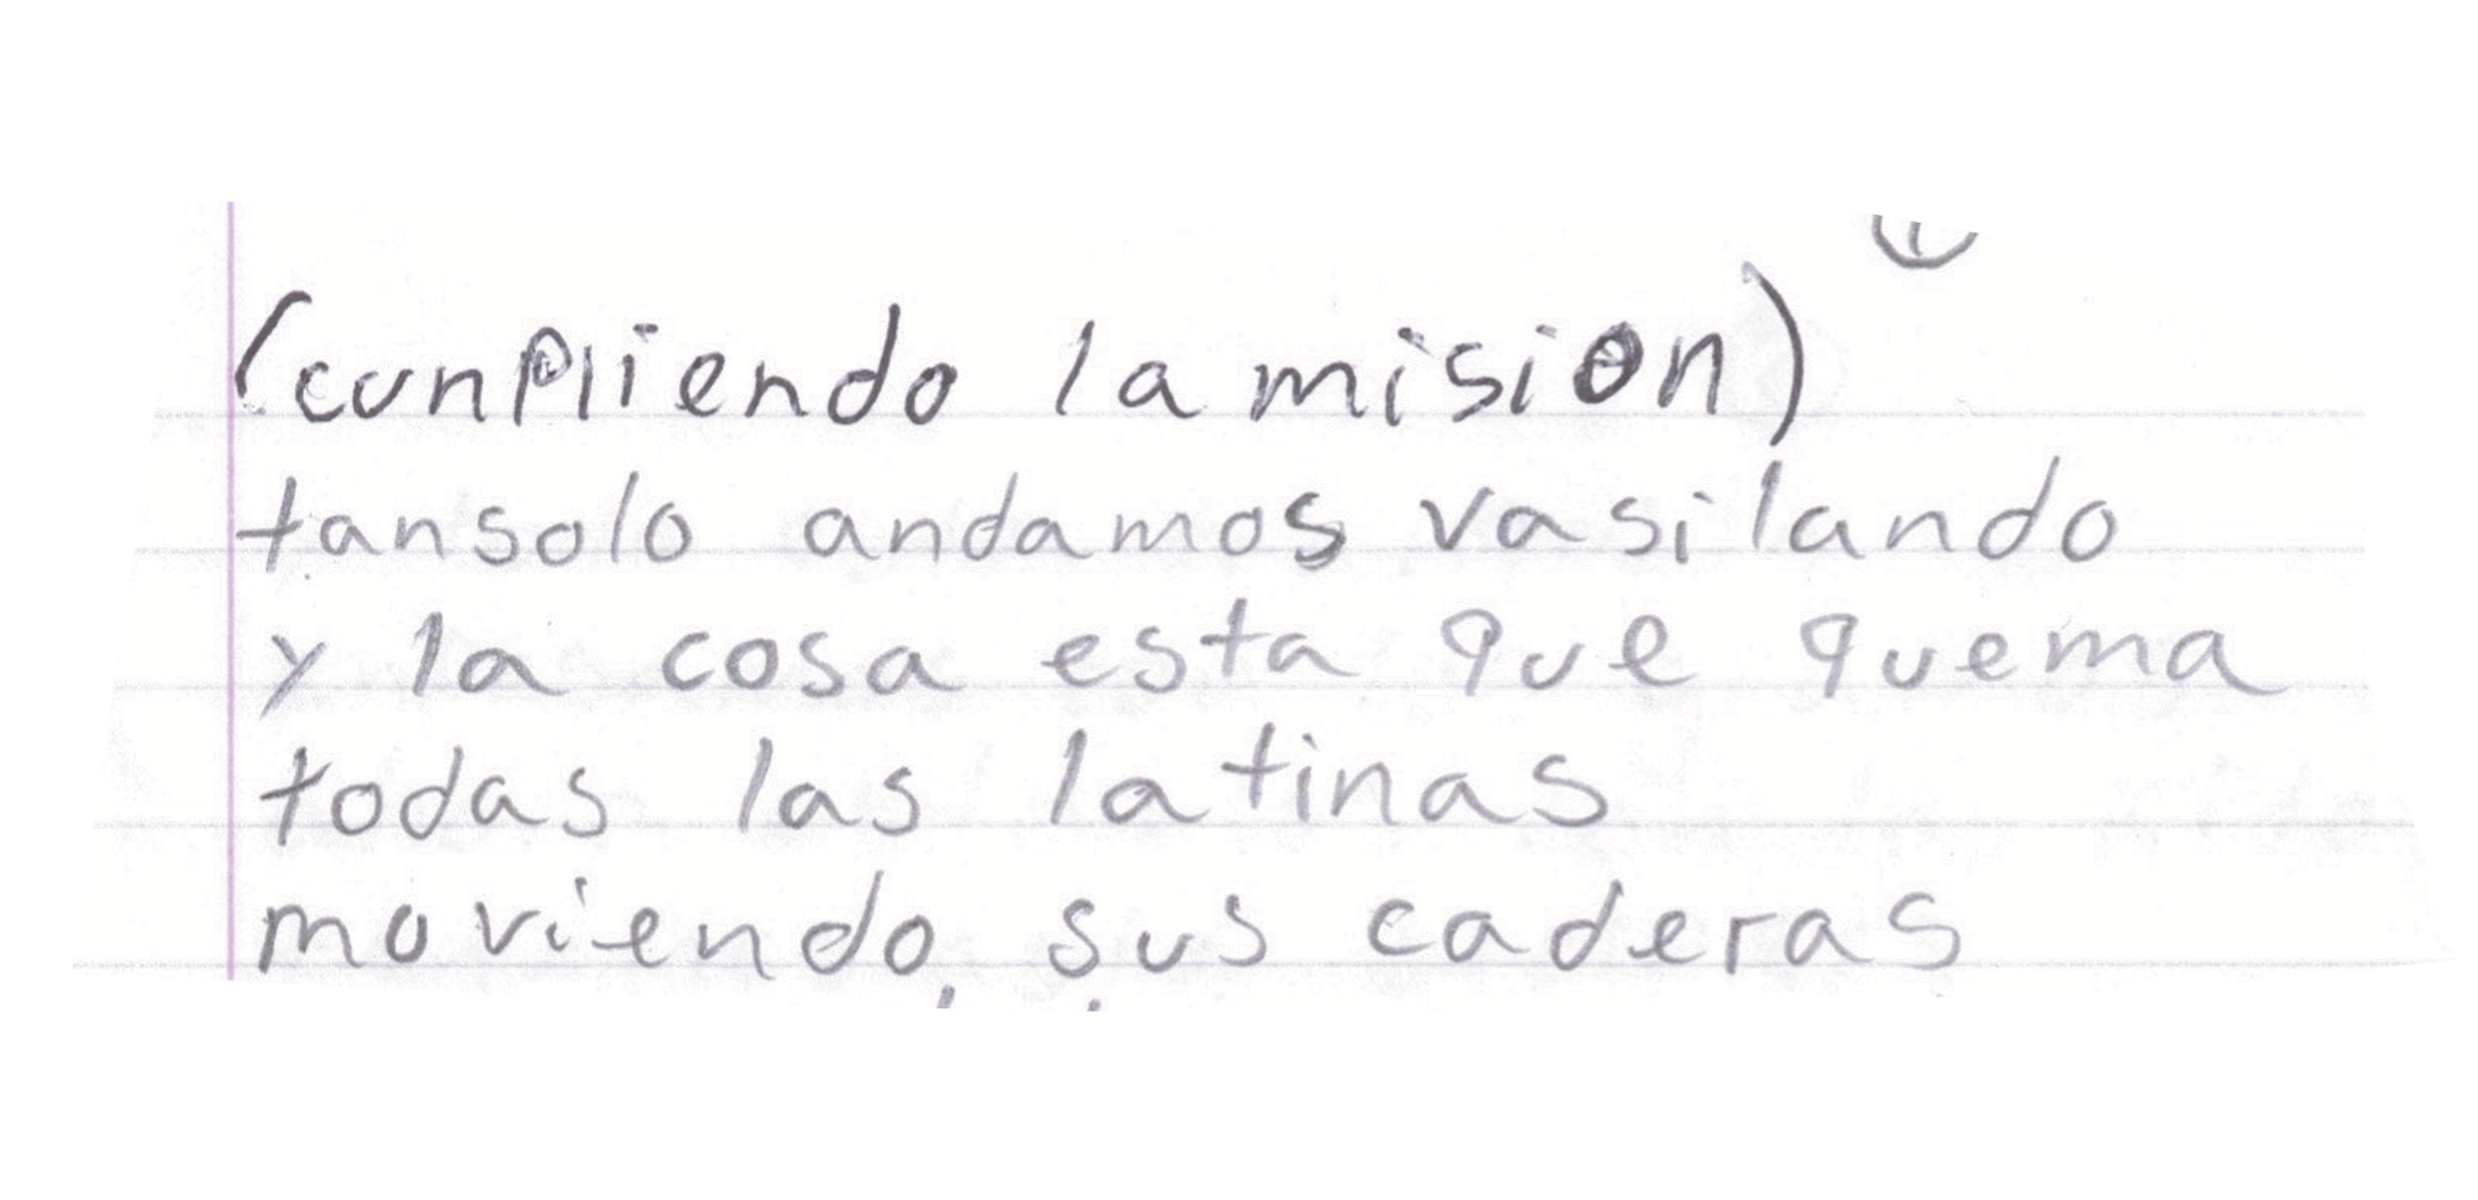 (cunpliendo la mision)
tansolo andamos vasilando
y la cosa esta que quema
todas las latinas
moviendo sus caderas